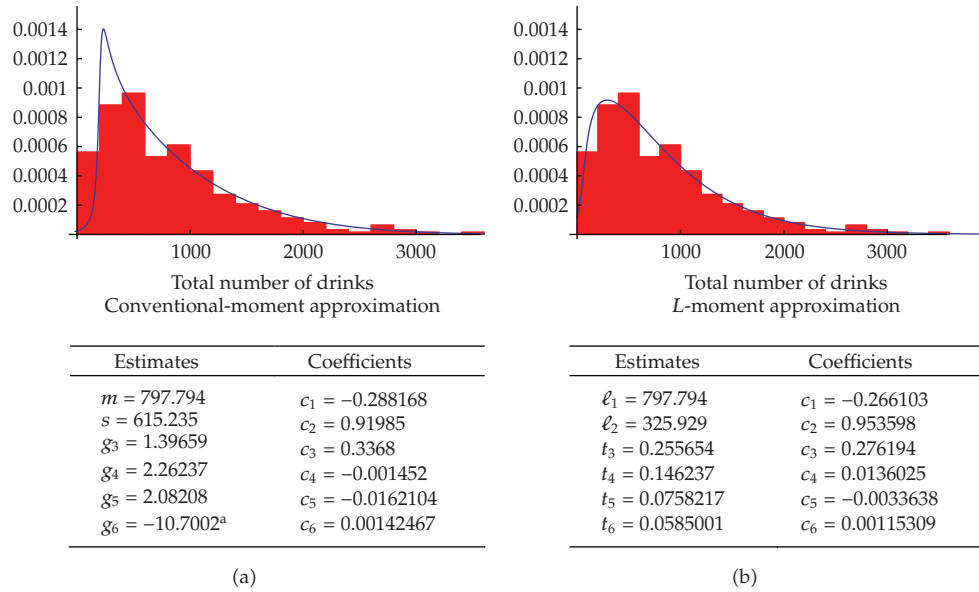 0.0014
0.0012
0.001
0.0008
0.0006
0.0004
0.0002
1000 2000 3000
Total number of drinks
Conventional-moment approximation
Estimates Coefficients
m = 797.794 c₁ = −0.288168
s = 615.235 c₂ = 0.91985
g₃ = 1.39659 c₃ = 0.3368
g₄ = 2.26237 c₄ = −0.001452
g₅ = 2.08208 c₅ = −0.0162104
g₆ = −10.7002ᵃ c₆ = 0.00142467
(a)
0.0014
0.0012
0.001
0.0008
0.0006
0.0004
0.0002
1000 2000 3000
Total number of drinks
L-moment approximation
Estimates Coefficients
ℓ₁ = 797.794 c₁ = −0.266103
ℓ₂ = 325.929 c₂ = 0.953598
t₃ = 0.255654 c₃ = 0.276194
t₄ = 0.146237 c₄ = 0.0136025
t₅ = 0.0758217 c₅ = −0.0033638
t₆ = 0.0585001 c₆ = 0.00115309
(b)